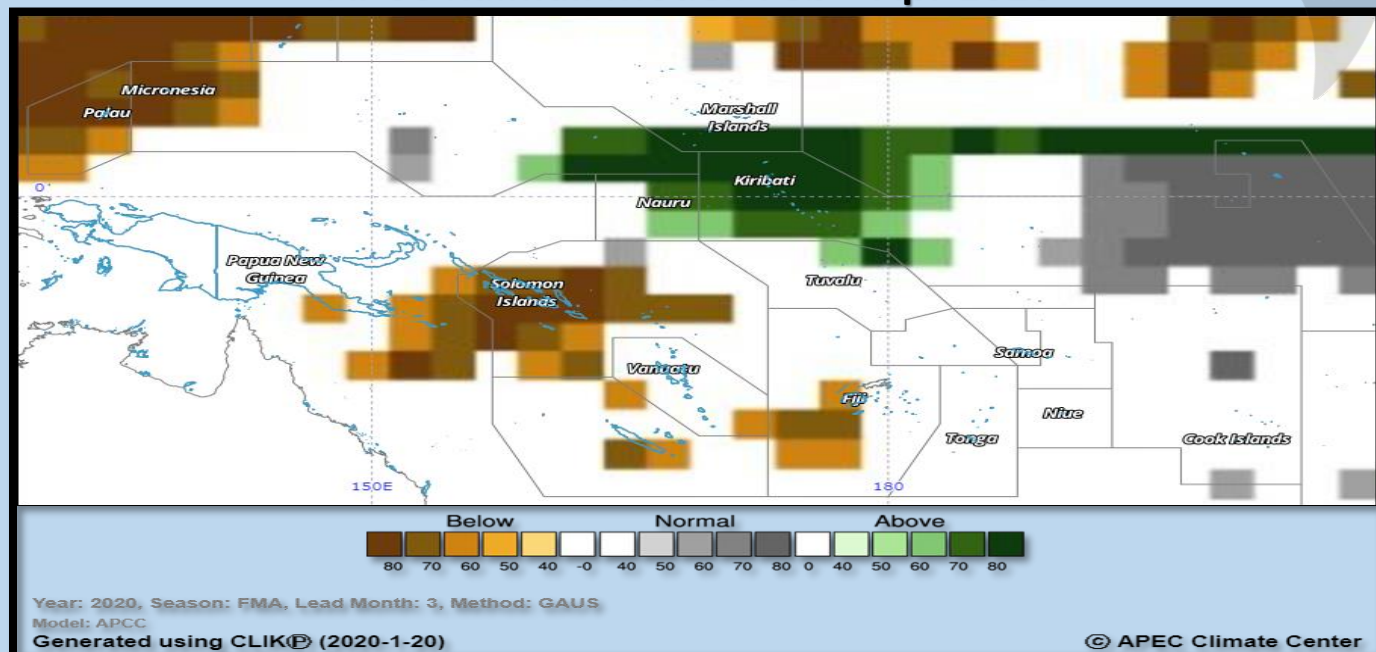 Micronesia
Palau
Marshall
Islands
0
Kiribati
Nauru
Papua New
Guinea
Solomon
Islands
Tuvalu
Samoa
Vanuatu
Fiji
Niue
Tonga
Cook Islands
150E
180
Below Normal Above
80 70 60 50 40 -0 40 50 60 70 80 0 40 50 60 70 80
Year: 2020, Season: FMA, Lead Month: 3, Method: GAUS
Model: APCC
Generated using CLIKⓅ (2020-1-20)
© APEC Climate Center